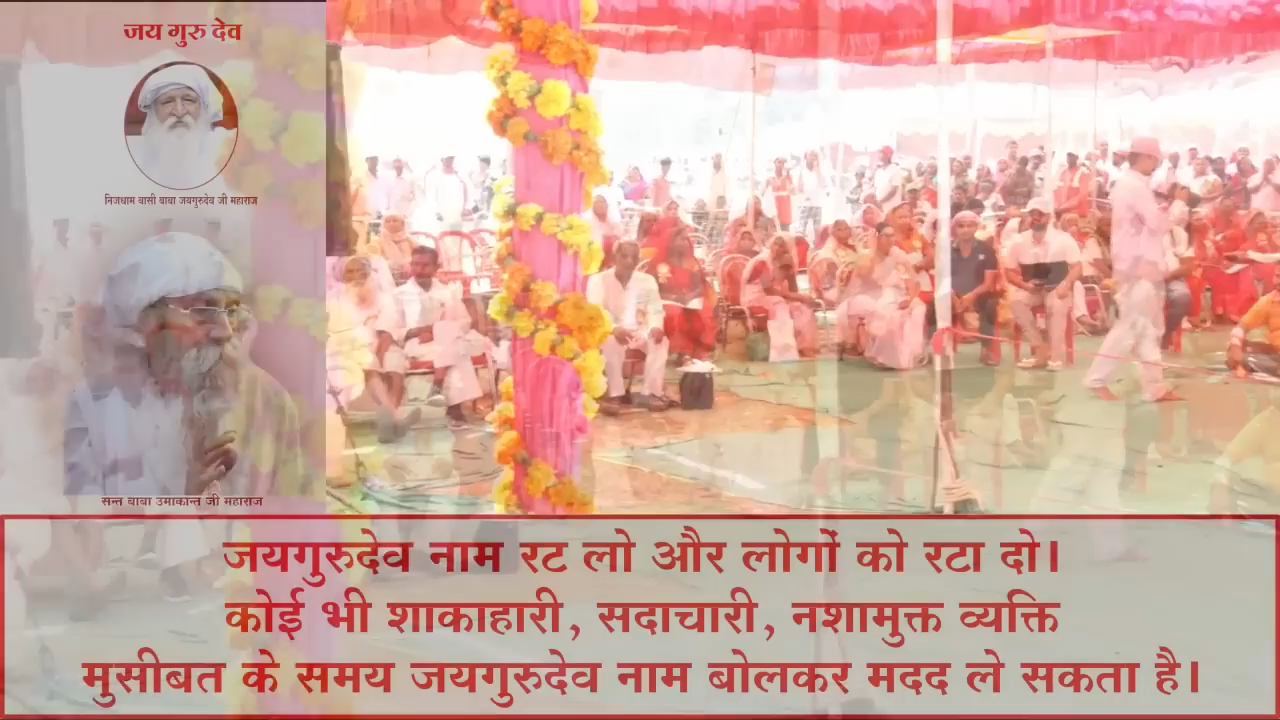 जय गुरु देव
निजधाम वासी बाबा जयगुरुदेव जी महाराज
सन्त बाबा उमाकान्त जी महाराज
जयगुरुदेव नाम रट लो और लोगों को रटा दो।
कोई भी शाकाहारी, सदाचारी, नशामुक्त व्यक्ति
मुसीबत के समय जयगुरुदेव नाम बोलकर मदद ले सकता है।